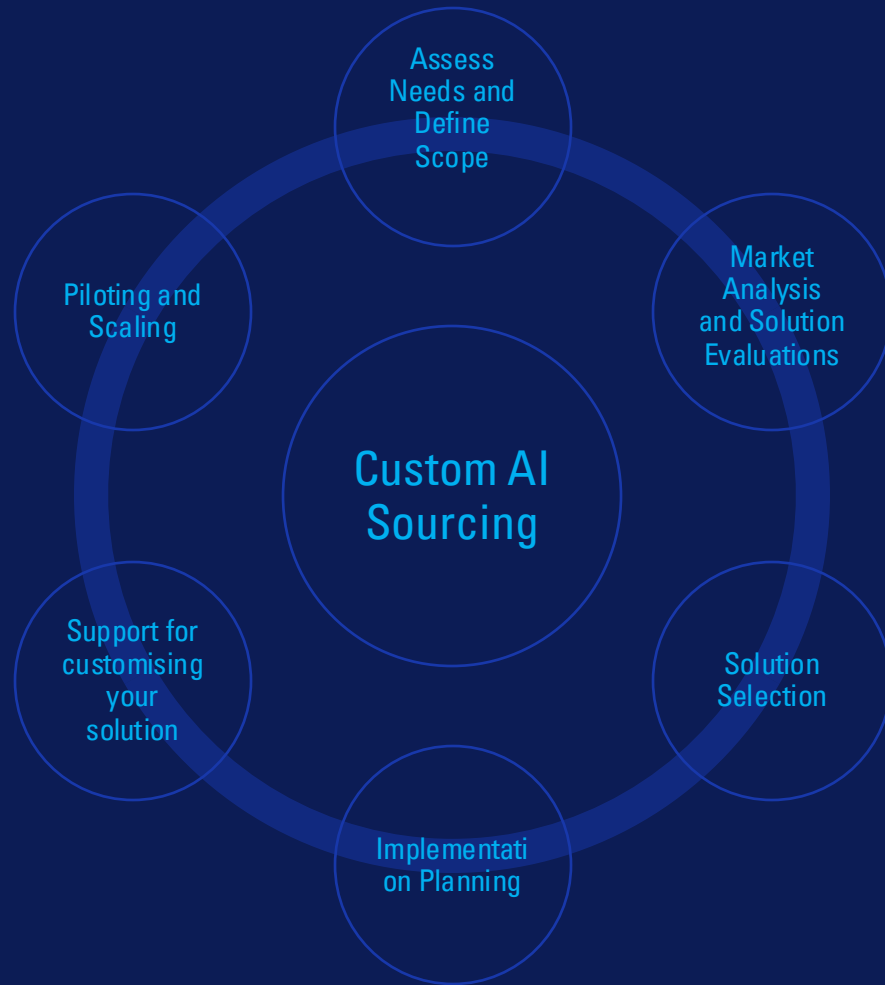 Assess
Needs and
Define
Scope
Market
Analysis
and Solution
Evaluations
Piloting and
Scaling
Custom AI
Sourcing
Support for
customising
your
solution
Solution
Selection
Implementati
on Planning